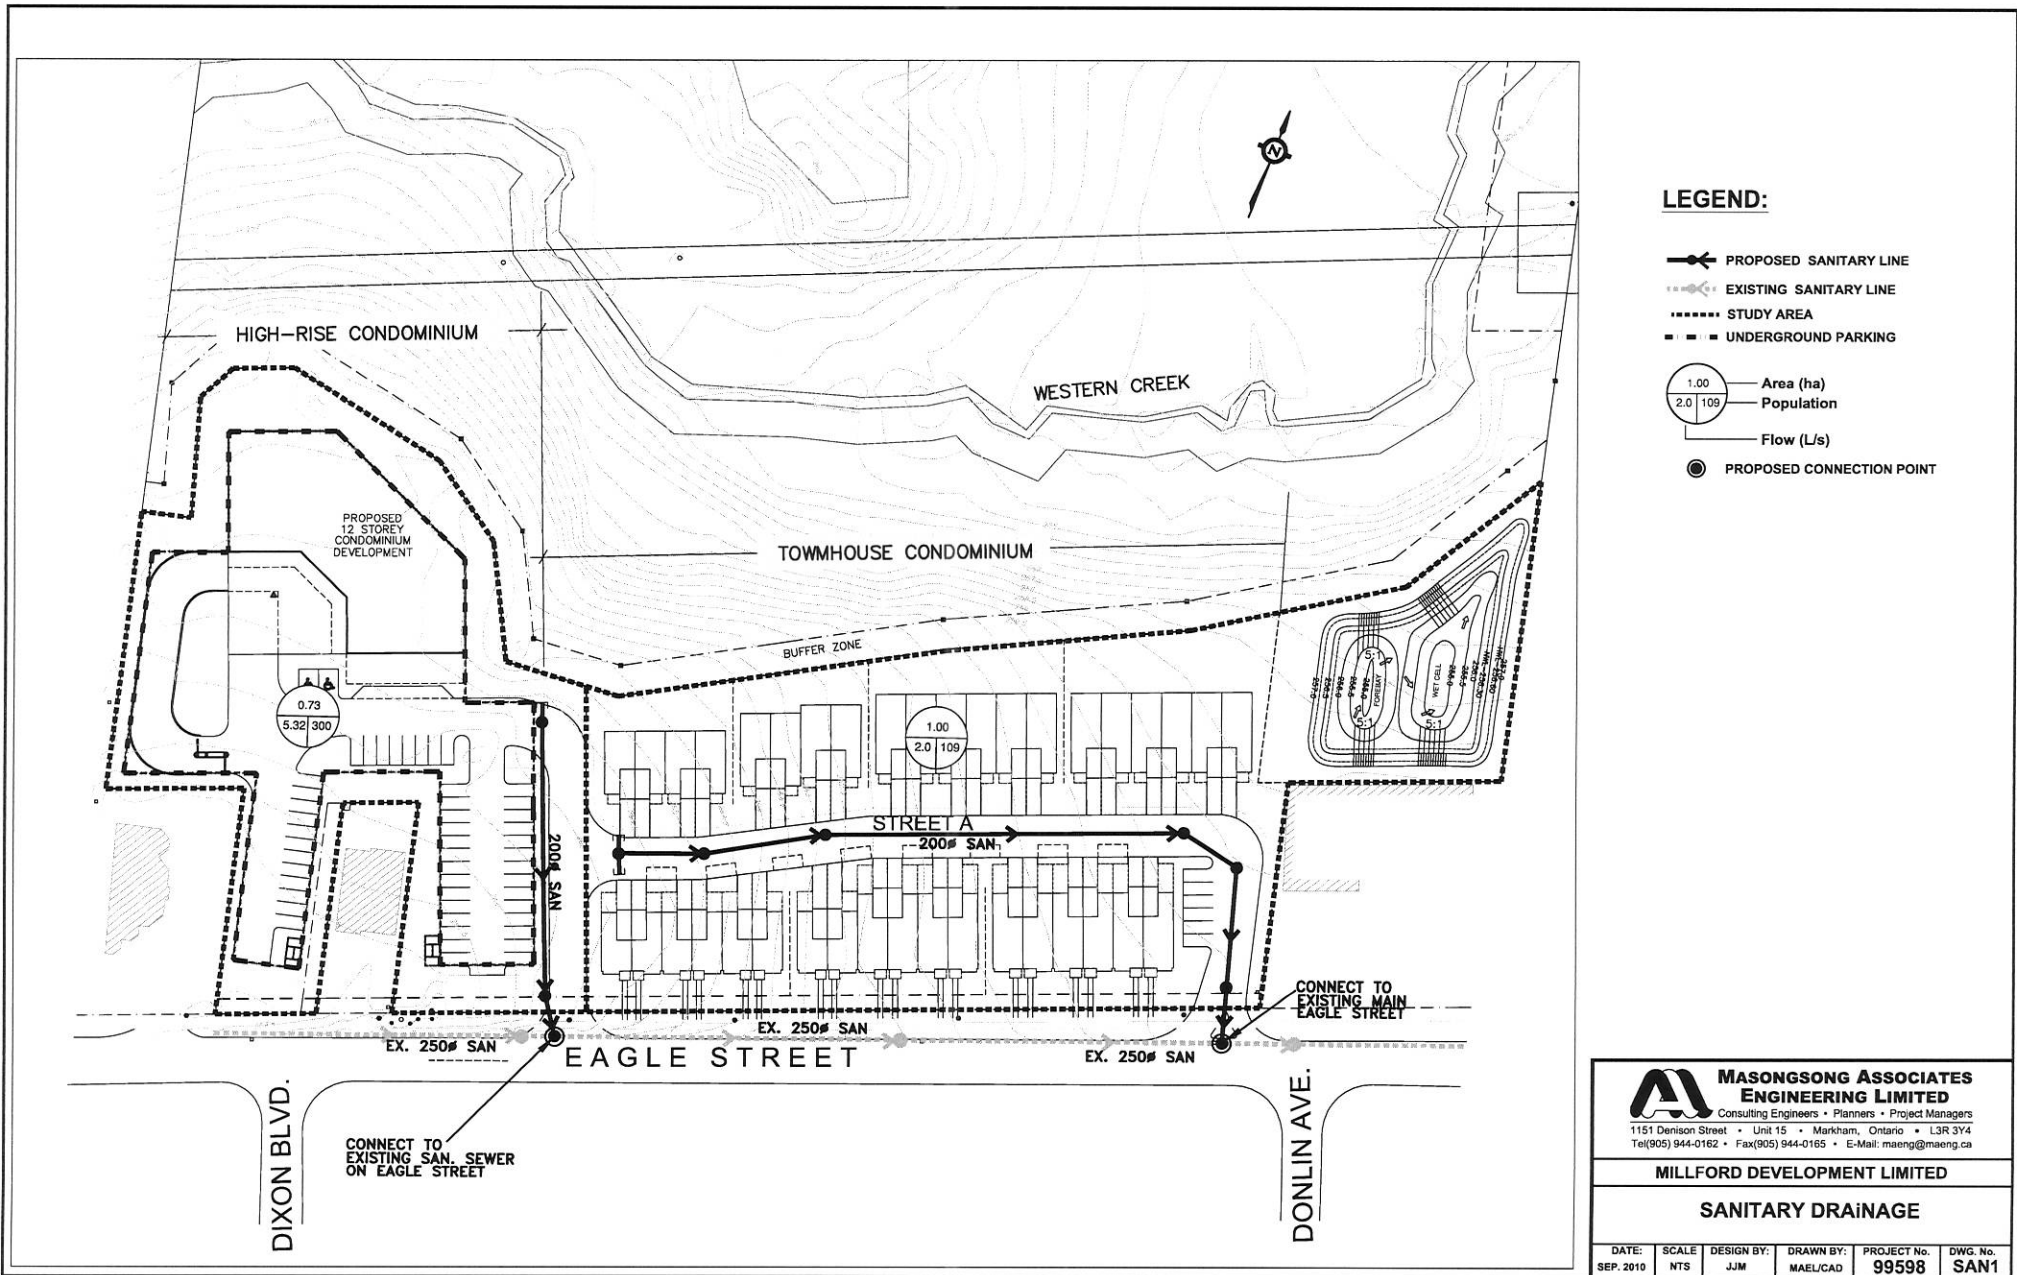 HIGH-RISE CONDOMINIUM
WESTERN CREEK
N
PROPOSED
12 STOREY
CONDOMINIUM
DEVELOPMENT
TOWMHOUSE CONDOMINIUM
BUFFER ZONE
0.73
5.32 300
1.00
2.0 109
5:1
5:1
5:1
FOREBAY
WET CELL
STREET A
200ø SAN
200ø SAN
CONNECT TO
EXISTING MAIN
EAGLE STREET
EX. 250ø SAN
EX. 250ø SAN
EX. 250ø SAN
EAGLE STREET
CONNECT TO
EXISTING SAN. SEWER
ON EAGLE STREET
DIXON BLVD.
DONLIN AVE.
LEGEND:
PROPOSED SANITARY LINE
EXISTING SANITARY LINE
STUDY AREA
UNDERGROUND PARKING
1.00
2.0 109
Area (ha)
Population
Flow (L/s)
PROPOSED CONNECTION POINT
MASONGSONG ASSOCIATES
ENGINEERING LIMITED
Consulting Engineers • Planners • Project Managers
1151 Denison Street • Unit 15 • Markham, Ontario • L3R 3Y4
Tel(905) 944-0162 • Fax(905) 944-0165 • E-Mail: maeng@maeng.ca
MILLFORD DEVELOPMENT LIMITED
SANITARY DRAiNAGE
DATE: SCALE DESIGN BY: DRAWN BY: PROJECT No. DWG. No.
SEP. 2010 NTS JJM MAEL/CAD 99598 SAN1